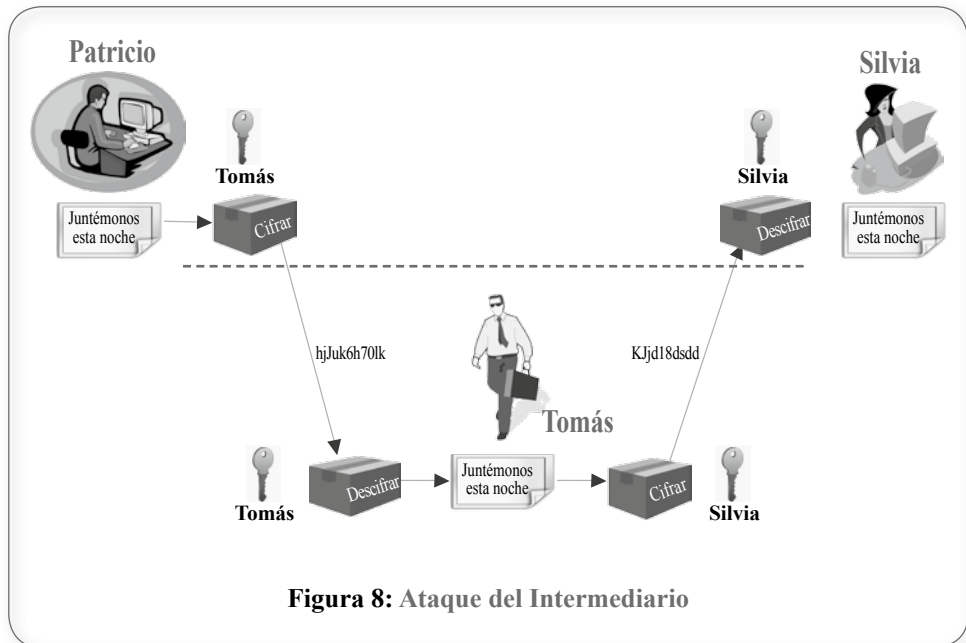 Patricio
Silvia
Tomás
Silvia
Juntémonos
esta noche
Cifrar
Descifrar
Juntémonos
esta noche
hjJuk6h70lk
KJjd18dsdd
Tomás
Tomás
Descifrar
Juntémonos
esta noche
Cifrar
Silvia
Figura 8: Ataque del Intermediario